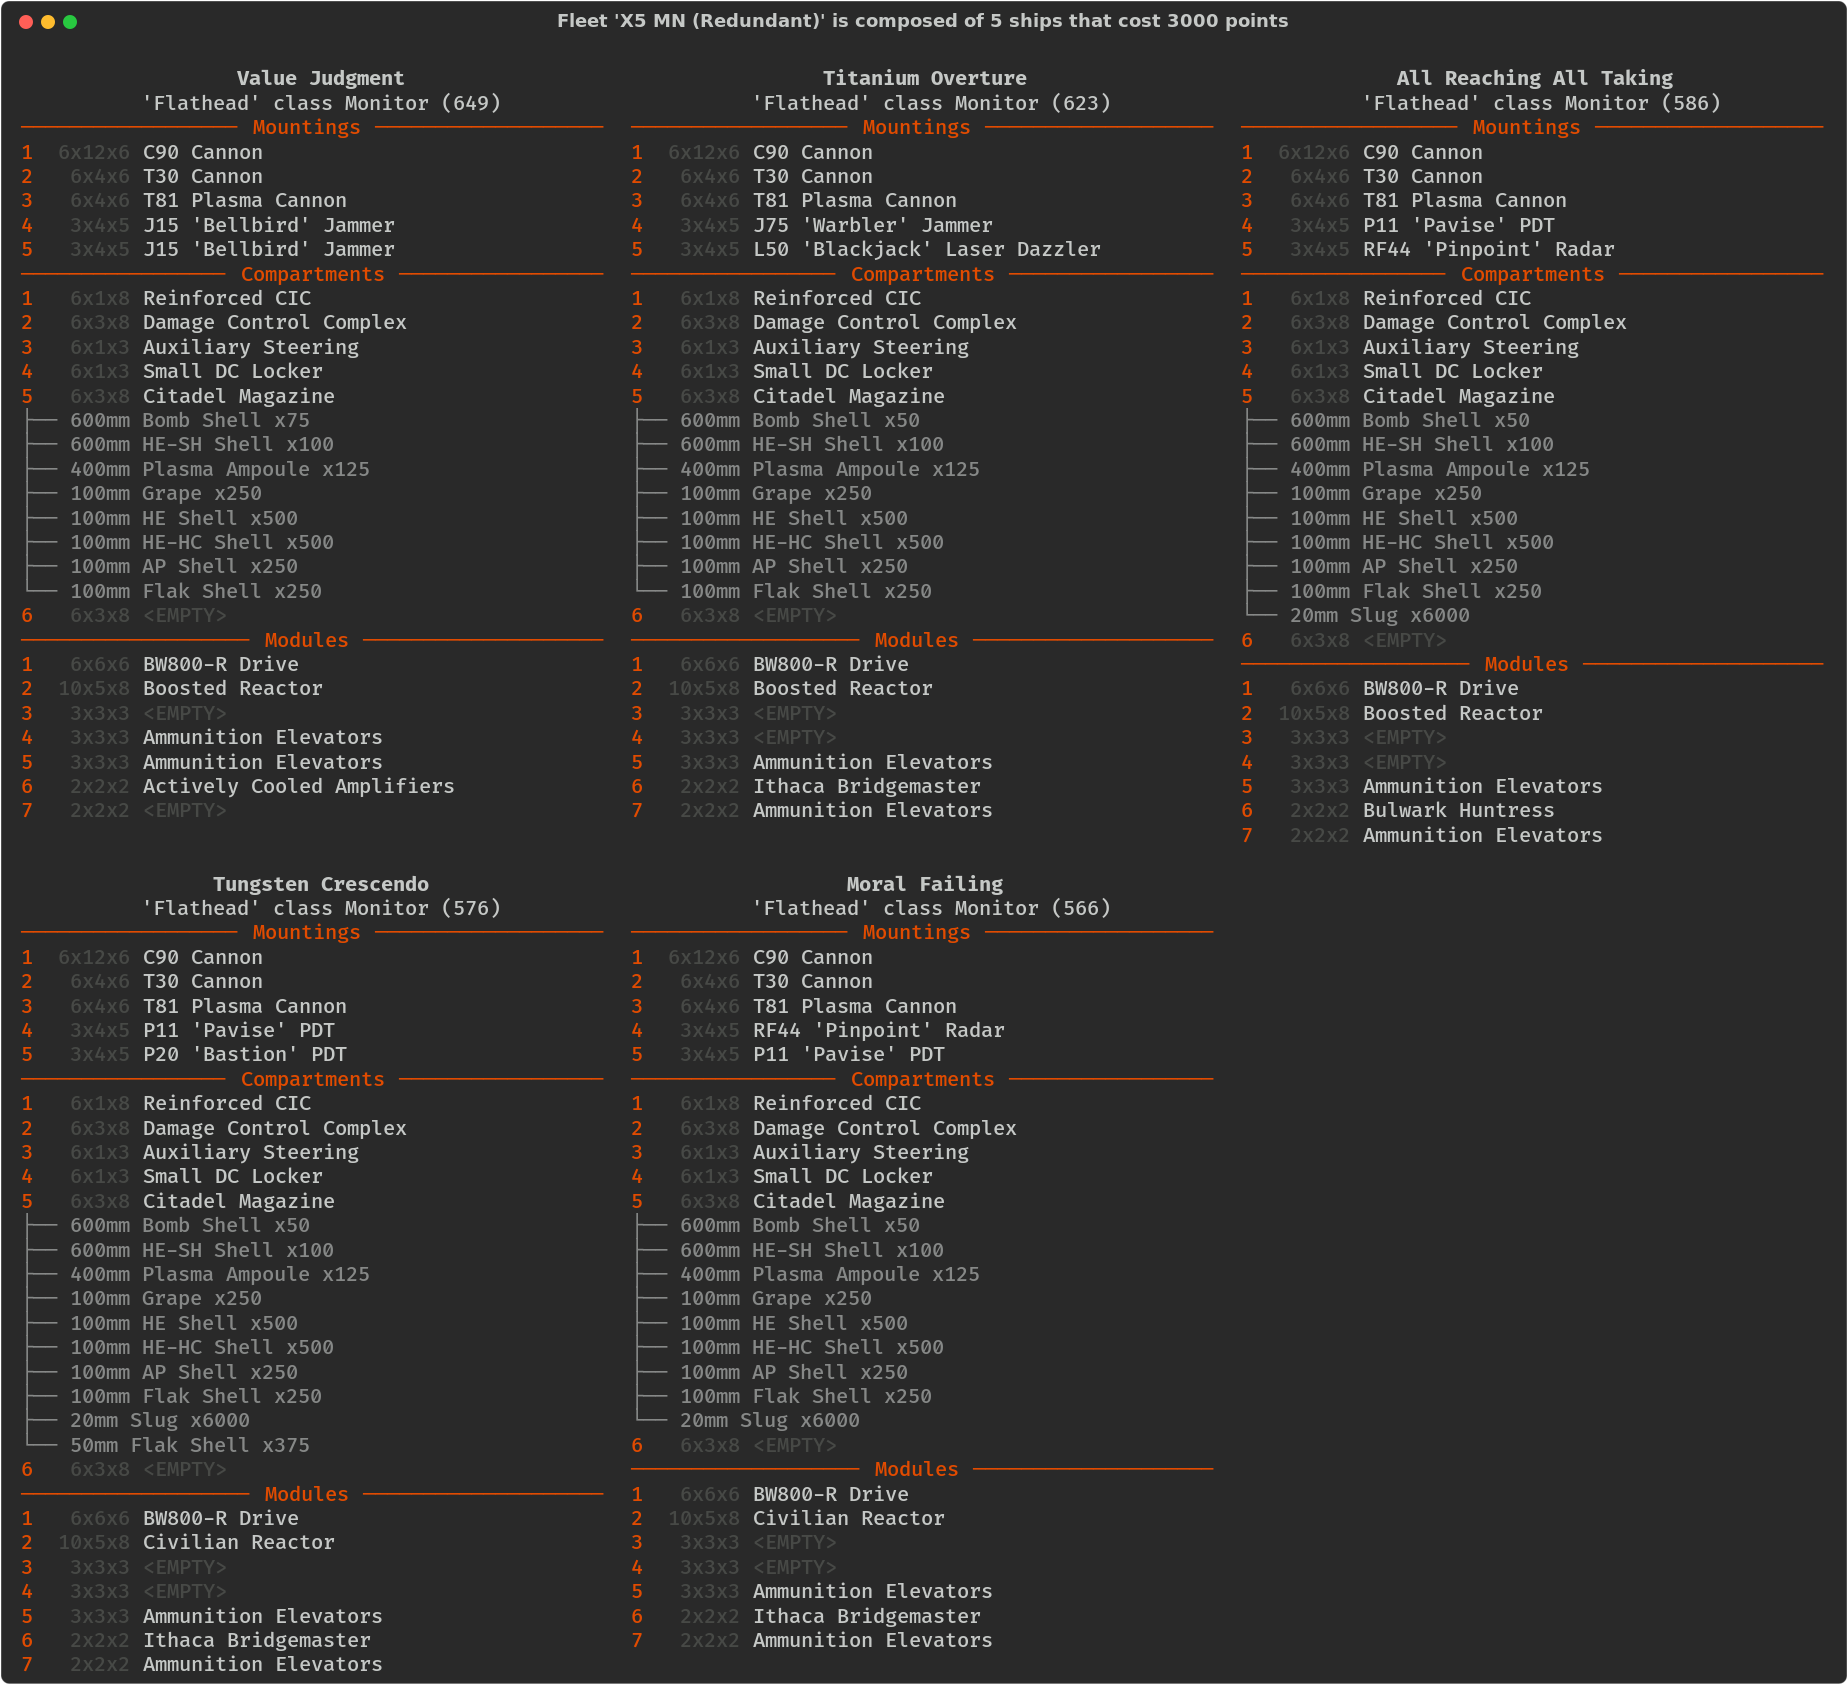 Fleet 'X5 MN (Redundant)' is composed of 5 ships that cost 3000 points
Value Judgment
'Flathead' class Monitor (649)
Mountings
1 6x12x6 C90 Cannon
2 6x4x6 T30 Cannon
3 6x4x6 T81 Plasma Cannon
4 3x4x5 J15 'Bellbird' Jammer
5 3x4x5 J15 'Bellbird' Jammer
Compartments
1 6x1x8 Reinforced CIC
2 6x3x8 Damage Control Complex
3 6x1x3 Auxiliary Steering
4 6x1x3 Small DC Locker
5 6x3x8 Citadel Magazine
600mm Bomb Shell x75
600mm HE-SH Shell x100
400mm Plasma Ampoule x125
100mm Grape x250
100mm HE Shell x500
100mm HE-HC Shell x500
100mm AP Shell x250
100mm Flak Shell x250
6 6x3x8 <EMPTY>
Modules
1 6x6x6 BW800-R Drive
2 10x5x8 Boosted Reactor
3 3x3x3 <EMPTY>
4 3x3x3 Ammunition Elevators
5 3x3x3 Ammunition Elevators
6 2x2x2 Actively Cooled Amplifiers
7 2x2x2 <EMPTY>
Titanium Overture
'Flathead' class Monitor (623)
Mountings
1 6x12x6 C90 Cannon
2 6x4x6 T30 Cannon
3 6x4x6 T81 Plasma Cannon
4 3x4x5 J75 'Warbler' Jammer
5 3x4x5 L50 'Blackjack' Laser Dazzler
Compartments
1 6x1x8 Reinforced CIC
2 6x3x8 Damage Control Complex
3 6x1x3 Auxiliary Steering
4 6x1x3 Small DC Locker
5 6x3x8 Citadel Magazine
600mm Bomb Shell x50
600mm HE-SH Shell x100
400mm Plasma Ampoule x125
100mm Grape x250
100mm HE Shell x500
100mm HE-HC Shell x500
100mm AP Shell x250
100mm Flak Shell x250
6 6x3x8 <EMPTY>
Modules
1 6x6x6 BW800-R Drive
2 10x5x8 Boosted Reactor
3 3x3x3 <EMPTY>
4 3x3x3 <EMPTY>
5 3x3x3 Ammunition Elevators
6 2x2x2 Ithaca Bridgemaster
7 2x2x2 Ammunition Elevators
All Reaching All Taking
'Flathead' class Monitor (586)
Mountings
1 6x12x6 C90 Cannon
2 6x4x6 T30 Cannon
3 6x4x6 T81 Plasma Cannon
4 3x4x5 P11 'Pavise' PDT
5 3x4x5 RF44 'Pinpoint' Radar
Compartments
1 6x1x8 Reinforced CIC
2 6x3x8 Damage Control Complex
3 6x1x3 Auxiliary Steering
4 6x1x3 Small DC Locker
5 6x3x8 Citadel Magazine
600mm Bomb Shell x50
600mm HE-SH Shell x100
400mm Plasma Ampoule x125
100mm Grape x250
100mm HE Shell x500
100mm HE-HC Shell x500
100mm AP Shell x250
100mm Flak Shell x250
20mm Slug x6000
6 6x3x8 <EMPTY>
Modules
1 6x6x6 BW800-R Drive
2 10x5x8 Boosted Reactor
3 3x3x3 <EMPTY>
4 3x3x3 <EMPTY>
5 3x3x3 Ammunition Elevators
6 2x2x2 Bulwark Huntress
7 2x2x2 Ammunition Elevators
Tungsten Crescendo
'Flathead' class Monitor (576)
Mountings
1 6x12x6 C90 Cannon
2 6x4x6 T30 Cannon
3 6x4x6 T81 Plasma Cannon
4 3x4x5 P11 'Pavise' PDT
5 3x4x5 P20 'Bastion' PDT
Compartments
1 6x1x8 Reinforced CIC
2 6x3x8 Damage Control Complex
3 6x1x3 Auxiliary Steering
4 6x1x3 Small DC Locker
5 6x3x8 Citadel Magazine
600mm Bomb Shell x50
600mm HE-SH Shell x100
400mm Plasma Ampoule x125
100mm Grape x250
100mm HE Shell x500
100mm HE-HC Shell x500
100mm AP Shell x250
100mm Flak Shell x250
20mm Slug x6000
50mm Flak Shell x375
6 6x3x8 <EMPTY>
Modules
1 6x6x6 BW800-R Drive
2 10x5x8 Civilian Reactor
3 3x3x3 <EMPTY>
4 3x3x3 <EMPTY>
5 3x3x3 Ammunition Elevators
6 2x2x2 Ithaca Bridgemaster
7 2x2x2 Ammunition Elevators
Moral Failing
'Flathead' class Monitor (566)
Mountings
1 6x12x6 C90 Cannon
2 6x4x6 T30 Cannon
3 6x4x6 T81 Plasma Cannon
4 3x4x5 RF44 'Pinpoint' Radar
5 3x4x5 P11 'Pavise' PDT
Compartments
1 6x1x8 Reinforced CIC
2 6x3x8 Damage Control Complex
3 6x1x3 Auxiliary Steering
4 6x1x3 Small DC Locker
5 6x3x8 Citadel Magazine
600mm Bomb Shell x50
600mm HE-SH Shell x100
400mm Plasma Ampoule x125
100mm Grape x250
100mm HE Shell x500
100mm HE-HC Shell x500
100mm AP Shell x250
100mm Flak Shell x250
20mm Slug x6000
6 6x3x8 <EMPTY>
Modules
1 6x6x6 BW800-R Drive
2 10x5x8 Civilian Reactor
3 3x3x3 <EMPTY>
4 3x3x3 <EMPTY>
5 3x3x3 Ammunition Elevators
6 2x2x2 Ithaca Bridgemaster
7 2x2x2 Ammunition Elevators